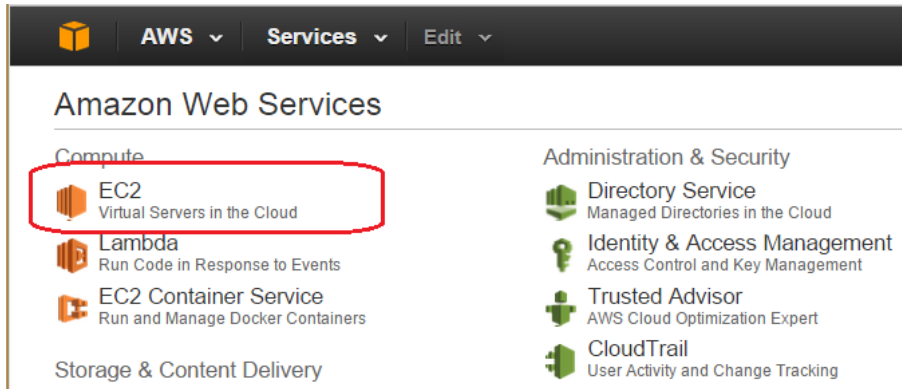 AWS Services Edit
Amazon Web Services
Compute
EC2
Virtual Servers in the Cloud
Lambda
Run Code in Response to Events
EC2 Container Service
Run and Manage Docker Containers
Storage & Content Delivery
Administration & Security
Directory Service
Managed Directories in the Cloud
Identity & Access Management
Access Control and Key Management
Trusted Advisor
AWS Cloud Optimization Expert
CloudTrail
User Activity and Change Tracking